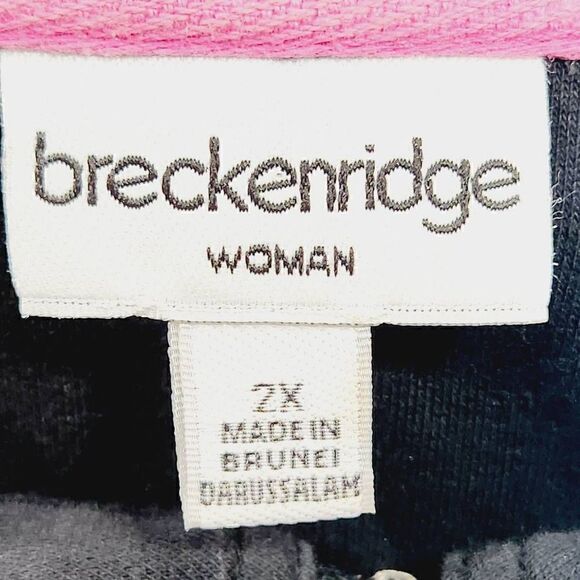 breckenridge
WOMAN
2X
MADE IN
BRUNEI
DARUSSALAM